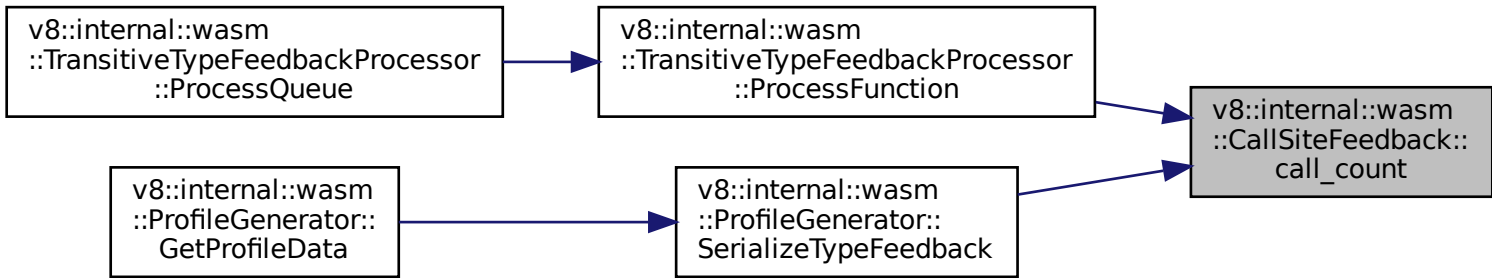 v8::internal::wasm
::TransitiveTypeFeedbackProcessor
::ProcessQueue
v8::internal::wasm
::TransitiveTypeFeedbackProcessor
::ProcessFunction
v8::internal::wasm
::CallSiteFeedback::
call_count
v8::internal::wasm
::ProfileGenerator::
GetProfileData
v8::internal::wasm
::ProfileGenerator::
SerializeTypeFeedback